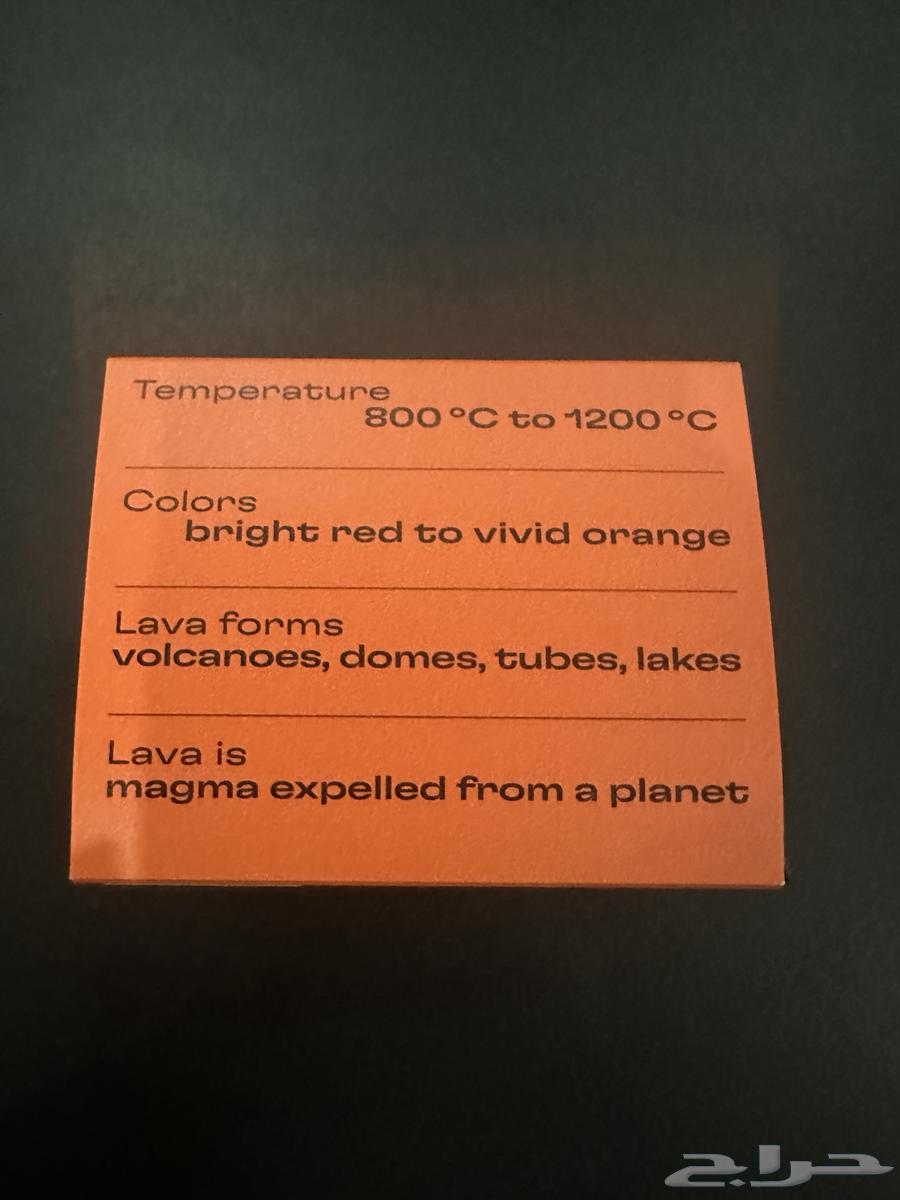 Temperature
800 °C to 1200 °C
Colors
bright red to vivid orange
Lava forms
volcanoes, domes, tubes, lakes
Lava is
magma expelled from a planet
حراج